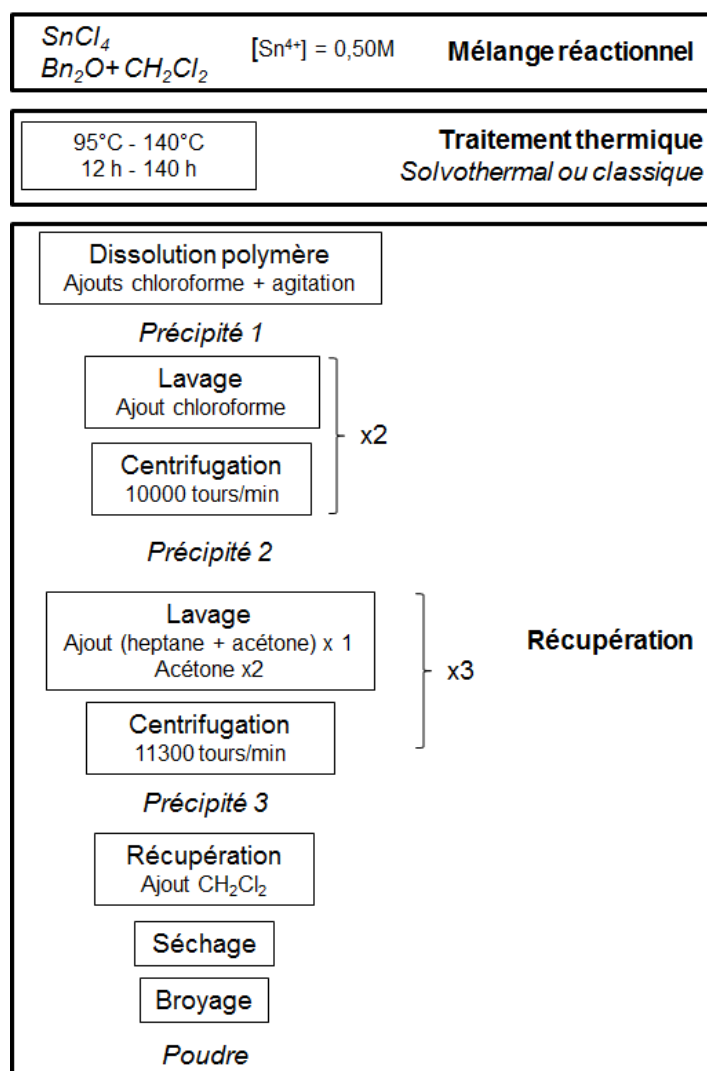 SnCl₄
Bn₂O+ CH₂Cl₂
[Sn⁴⁺] = 0,50M
Mélange réactionnel
95°C - 140°C
12 h - 140 h
Traitement thermique
Solvothermal ou classique
Dissolution polymère
Ajouts chloroforme + agitation
Précipité 1
Lavage
Ajout chloroforme
x2
Centrifugation
10000 tours/min
Précipité 2
Lavage
Ajout (heptane + acétone) x 1
Acétone x2
x3
Récupération
Centrifugation
11300 tours/min
Précipité 3
Récupération
Ajout CH₂Cl₂
Séchage
Broyage
Poudre